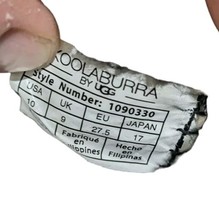 KOOLABURRA
BY UGG
Style Number: 1090330
USA UK EU JAPAN
10 9 27.5 17
Fabriqué Hecho
en en
Filipinas